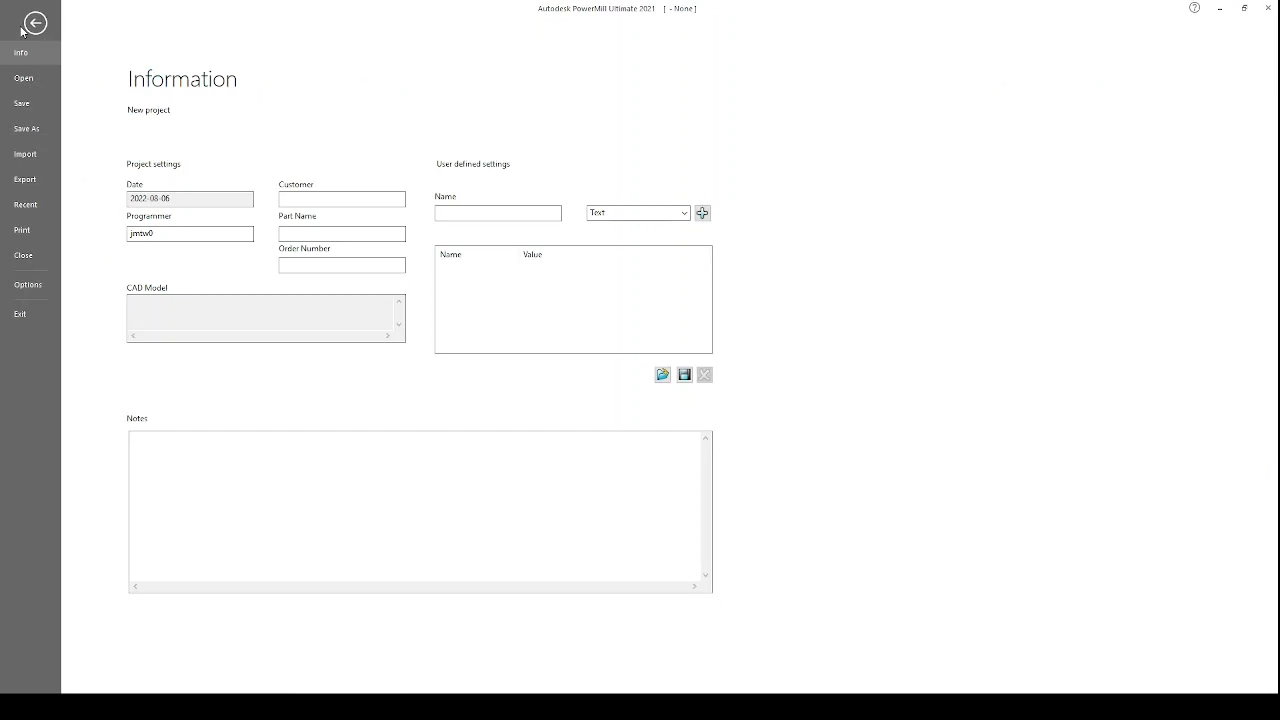 Autodesk PowerMill Ultimate 2021 [ - None ]
Info
Open
Save
Save As
Import
Export
Recent
Print
Close
Options
Exit
Information
New project
Project settings
Date
2022-08-06
Programmer
jmtw0
Customer
Part Name
Order Number
CAD Model
User defined settings
Name
Text
Name Value
Notes